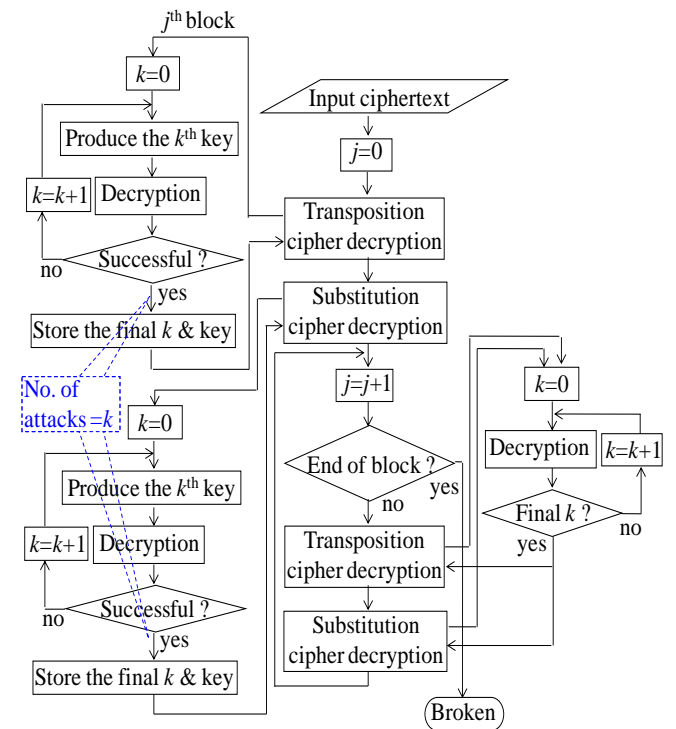 jth block
k=0
Produce the kth key
k=k+1
Decryption
Successful ?
no
yes
Store the final k & key
No. of
attacks =k
k=0
Produce the kth key
k=k+1
Decryption
Successful ?
no
yes
Store the final k & key
Input ciphertext
j=0
Transposition
cipher decryption
Substitution
cipher decryption
j=j+1
End of block ?
yes
no
Transposition
cipher decryption
Substitution
cipher decryption
Broken
k=0
Decryption
k=k+1
Final k ?
no
yes